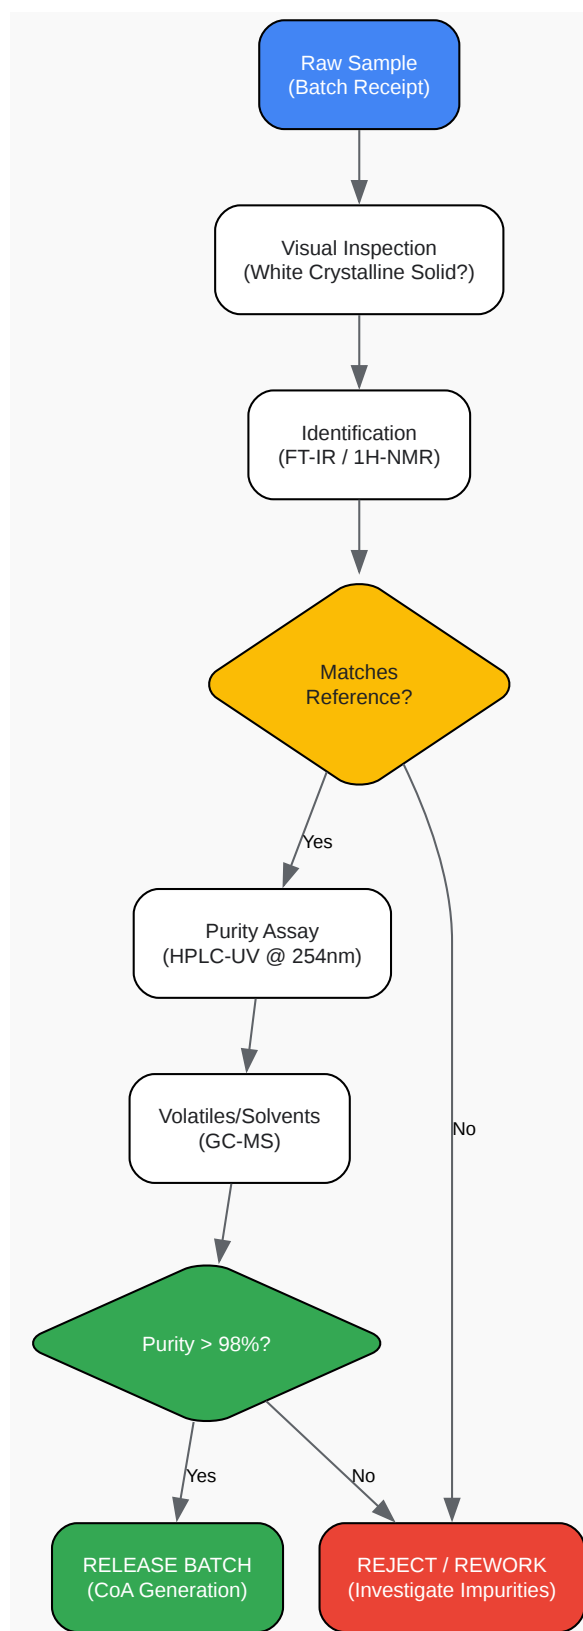 Raw Sample
(Batch Receipt)
Visual Inspection
(White Crystalline Solid?)
Identification
(FT-IR / 1H-NMR)
Matches
Reference?
Yes
Purity Assay
(HPLC-UV @ 254nm)
Volatiles/Solvents
(GC-MS)
No
Purity > 98%?
Yes
No
RELEASE BATCH
(CoA Generation)
REJECT / REWORK
(Investigate Impurities)